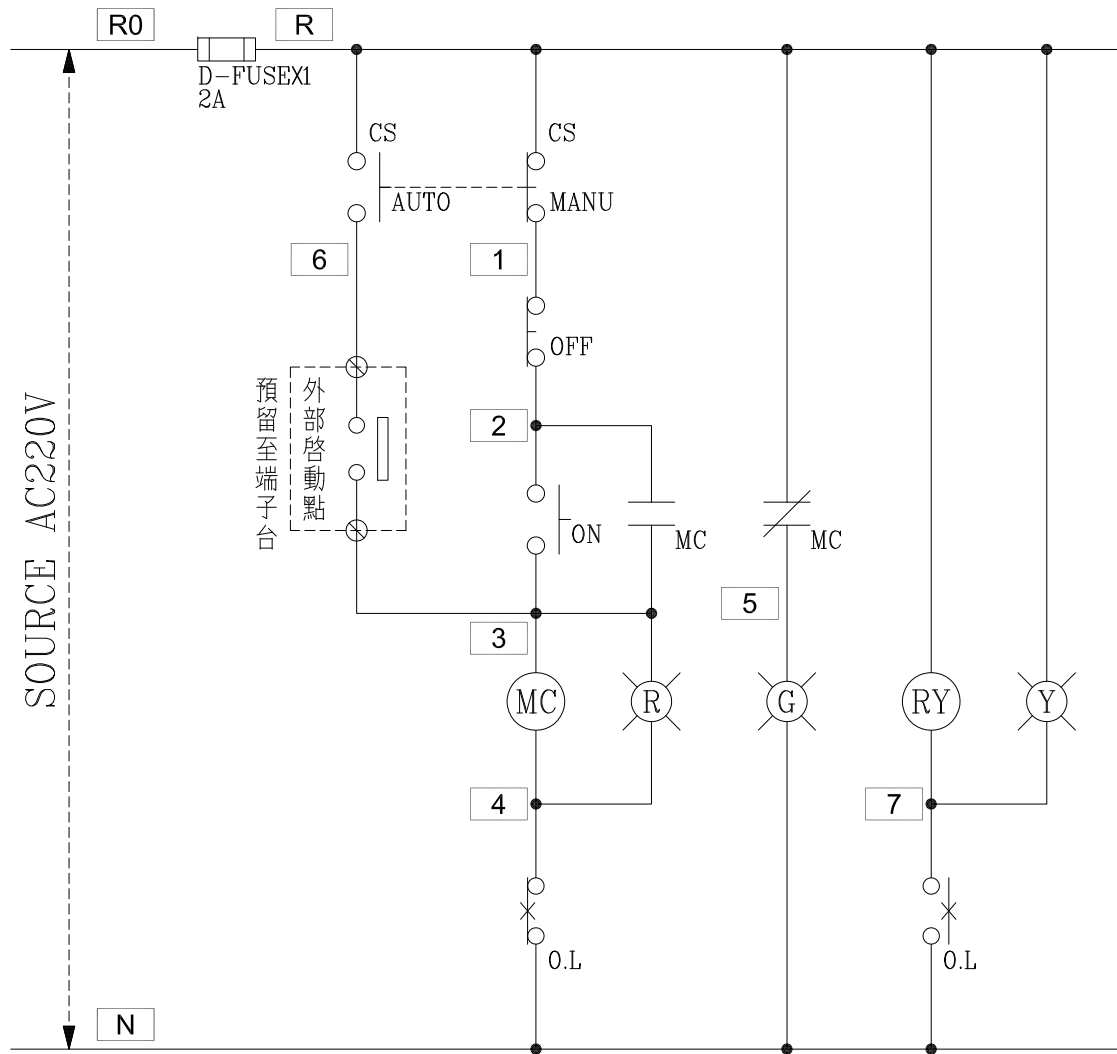 R0
R
D-FUSEX1
2A
CS
CS
AUTO
MANU
6
1
OFF
預留至端子台
外部啓動點
2
ON
MC
MC
5
SOURCE AC220V
3
MC
R
G
RY
Y
4
7
O.L
O.L
N